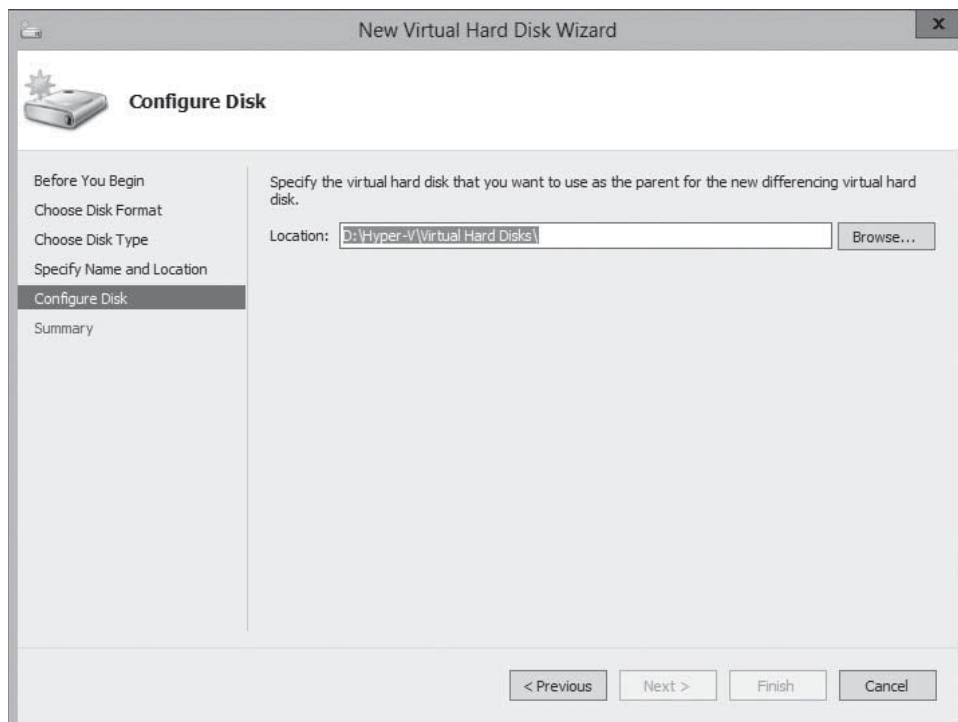 New Virtual Hard Disk Wizard
x
Configure Disk
Before You Begin
Choose Disk Format
Choose Disk Type
Specify Name and Location
Configure Disk
Summary
Specify the virtual hard disk that you want to use as the parent for the new differencing virtual hard
disk.
Location: D:\Hyper-V\Virtual Hard Disks\ Browse...
< Previous Next > Finish Cancel